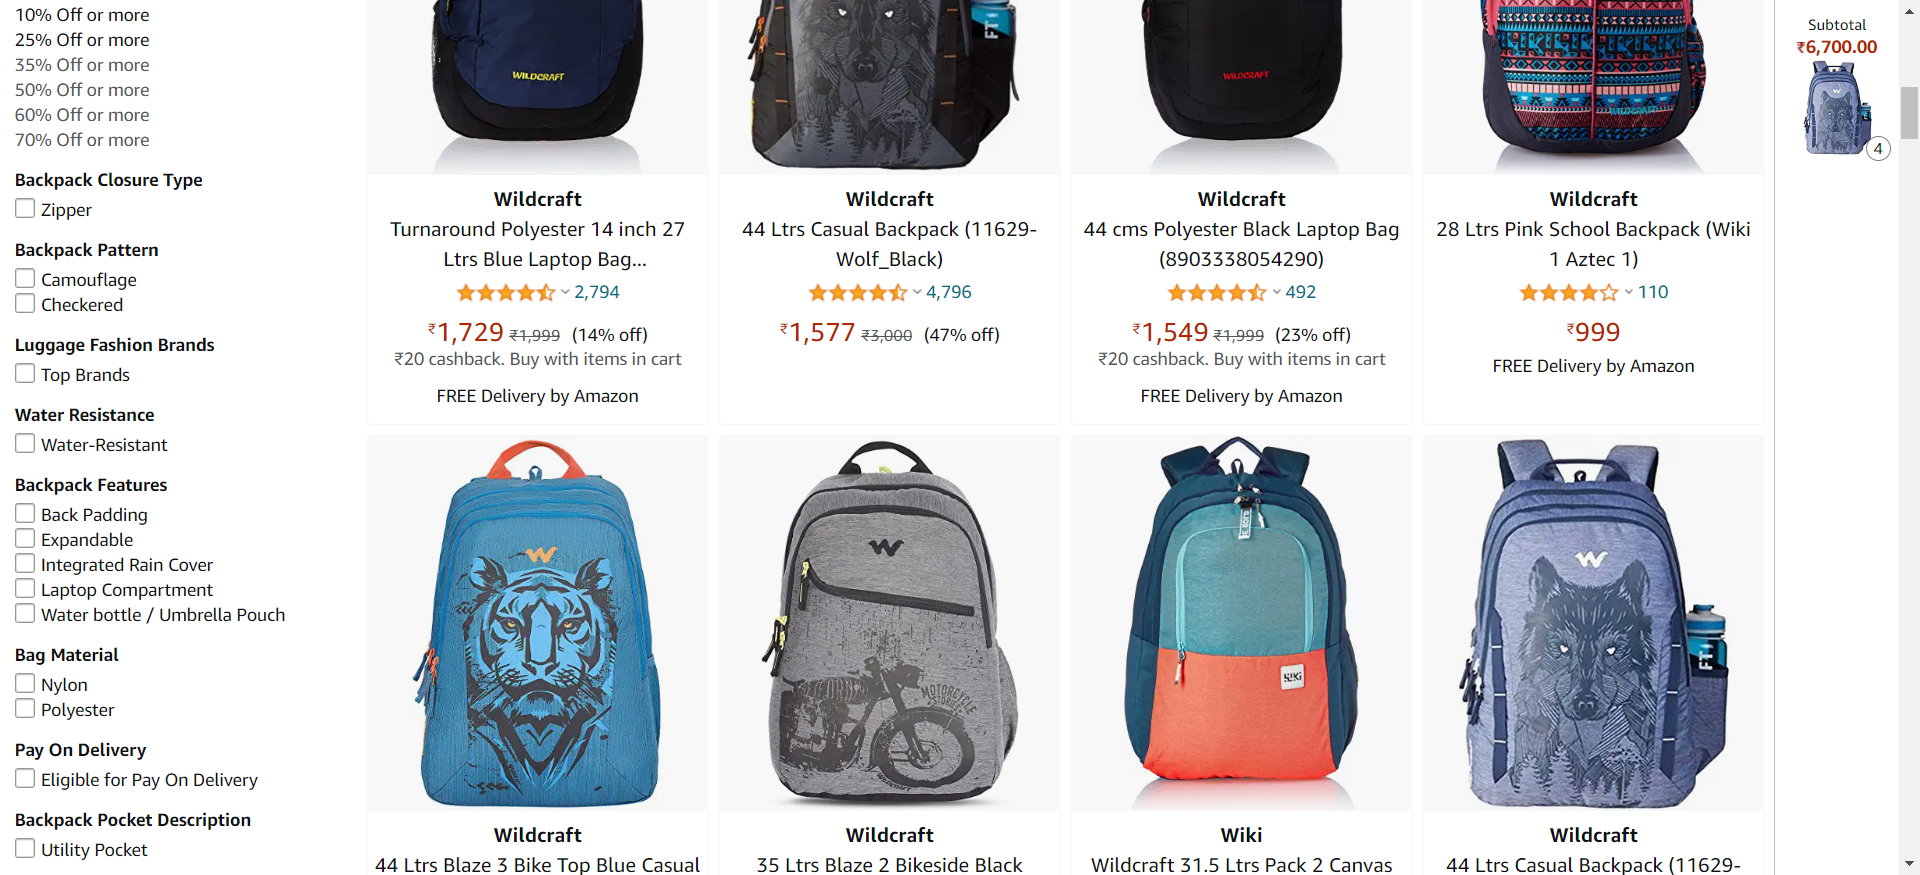 10% Off or more
25% Off or more
35% Off or more
50% Off or more
60% Off or more
70% Off or more
Backpack Closure Type
Zipper
Backpack Pattern
Camouflage
Checkered
Luggage Fashion Brands
Top Brands
Water Resistance
Water-Resistant
Backpack Features
Back Padding
Expandable
Integrated Rain Cover
Laptop Compartment
Water bottle / Umbrella Pouch
Bag Material
Nylon
Polyester
Pay On Delivery
Eligible for Pay On Delivery
Backpack Pocket Description
Utility Pocket
WILDCRAFT
Wildcraft
Turnaround Polyester 14 inch 27
Ltrs Blue Laptop Bag...
2,794
₹1,729 ₹1,999 (14% off)
₹20 cashback. Buy with items in cart
FREE Delivery by Amazon
FT
Wildcraft
44 Ltrs Casual Backpack (11629-
Wolf_Black)
4,796
₹1,577 ₹3,000 (47% off)
WILDCRAFT
Wildcraft
44 cms Polyester Black Laptop Bag
(8903338054290)
492
₹1,549 ₹1,999 (23% off)
₹20 cashback. Buy with items in cart
FREE Delivery by Amazon
WILDCRAFT
Wildcraft
28 Ltrs Pink School Backpack (Wiki
1 Aztec 1)
110
₹999
FREE Delivery by Amazon
Wildcraft
44 Ltrs Blaze 3 Bike Top Blue Casual
MOTORCYCLE
Wildcraft
35 Ltrs Blaze 2 Bikeside Black
Wiki
Wiki
Wildcraft 31.5 Ltrs Pack 2 Canvas
FT
Wildcraft
44 Ltrs Casual Backpack (11629-
Subtotal
₹6,700.00
4